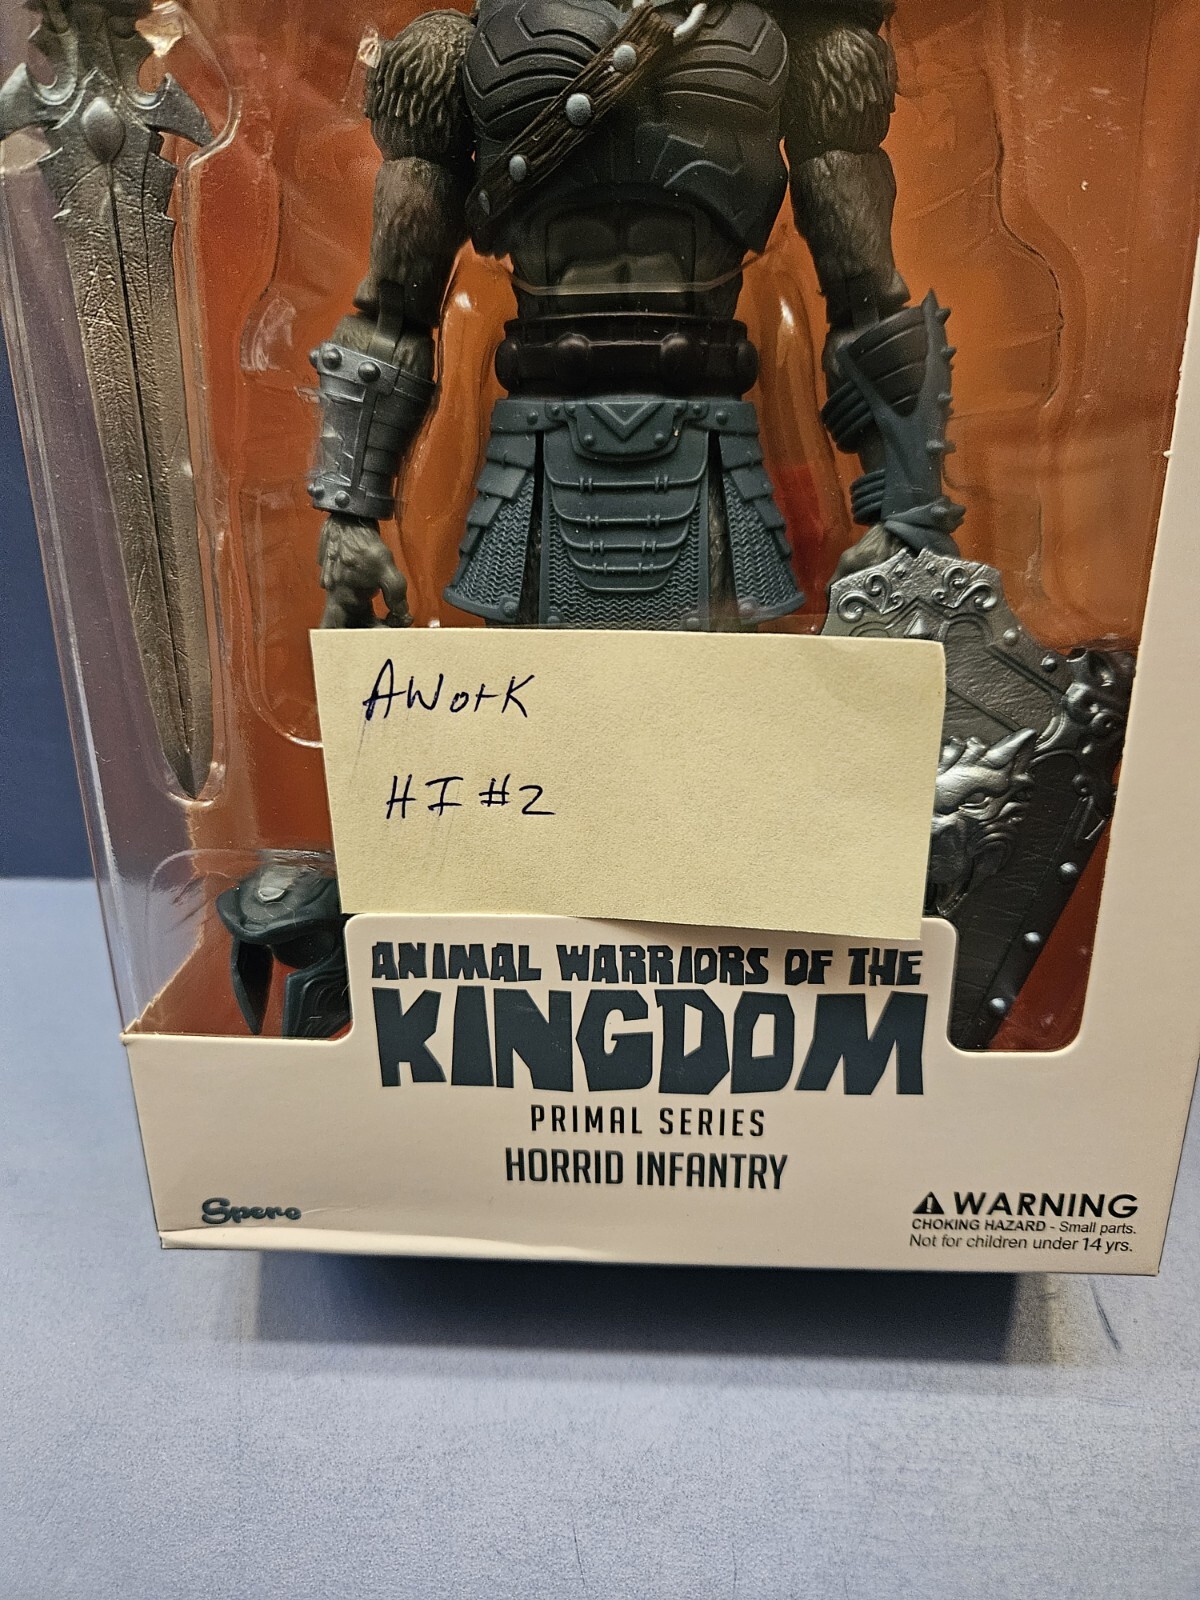 AWotK
HI #2
ANIMAL WARRIORS OF THE
KINGDOM
PRIMAL SERIES
HORRID INFANTRY
Spero
WARNING
CHOKING HAZARD - Small parts.
Not for children under 14 yrs.